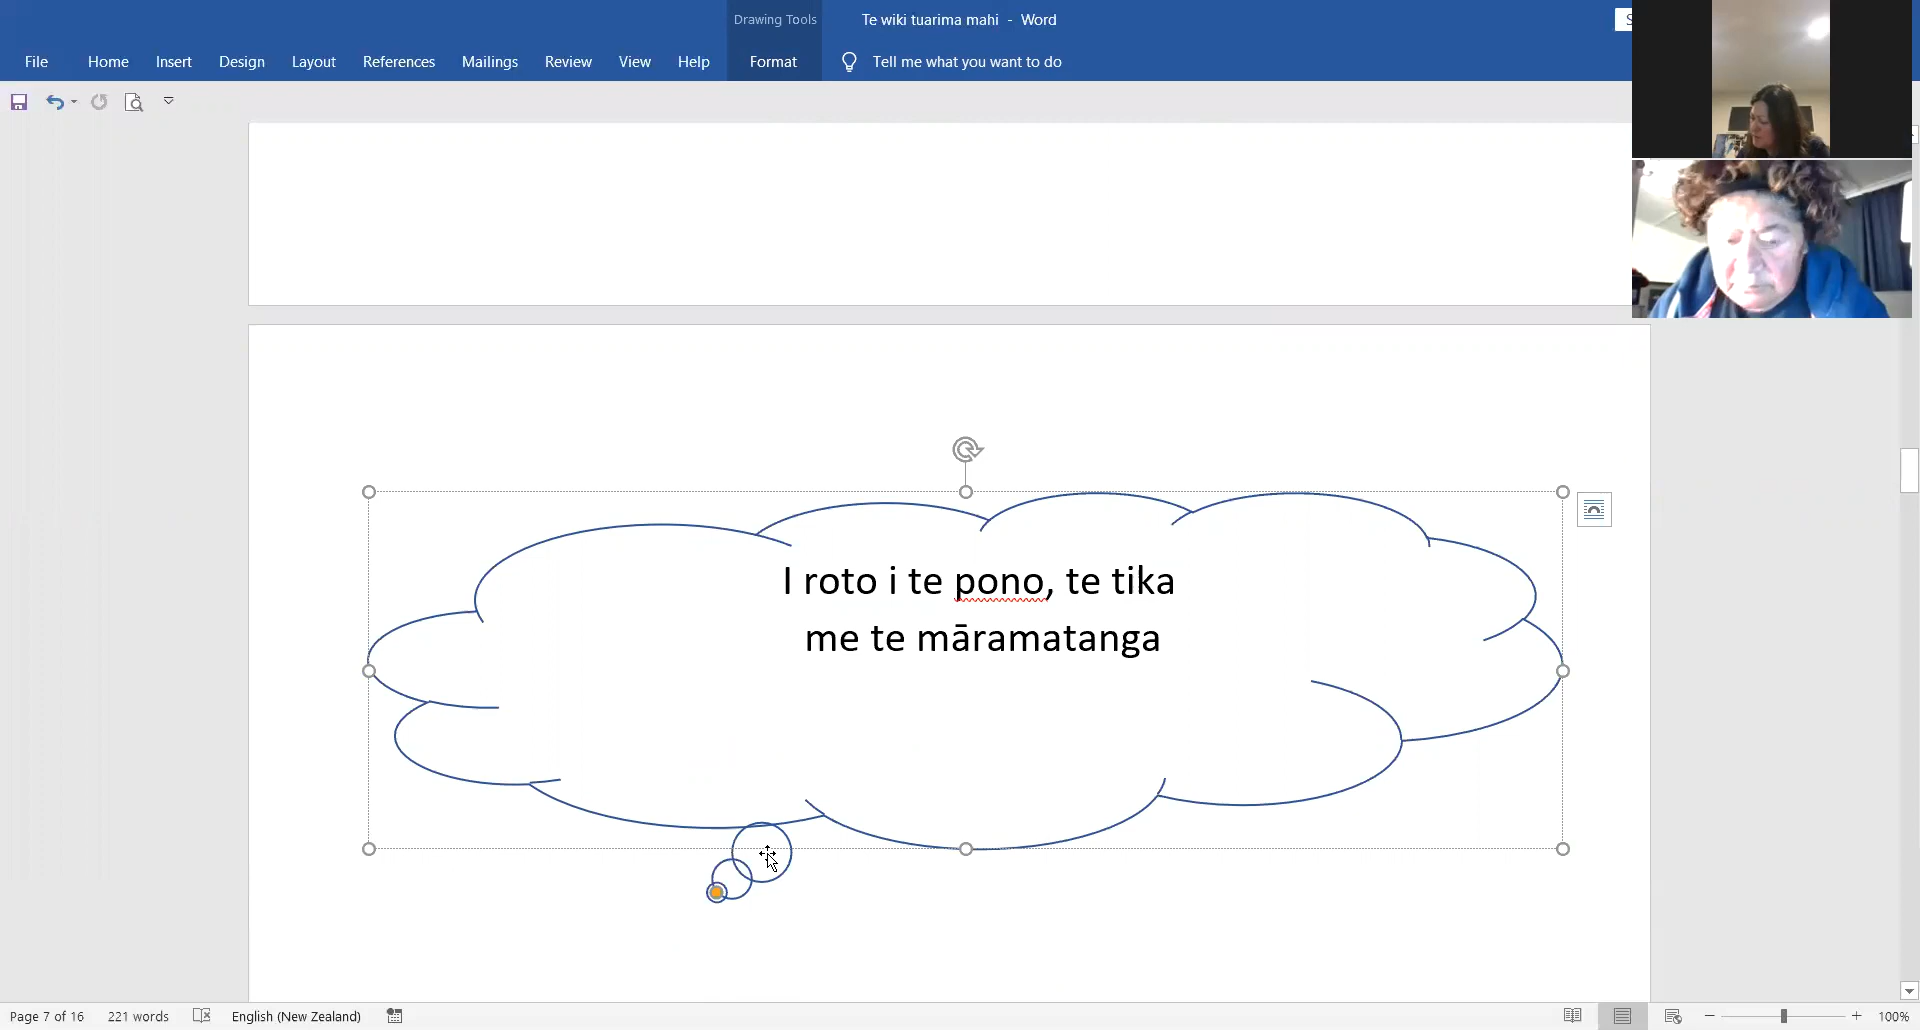 Drawing Tools
Te wiki tuarima mahi - Word
File
Home
Insert
Design
Layout
References
Mailings
Review
View
Help
Format
Tell me what you want to do
I roto i te pono, te tika
me te māramatanga
Page 7 of 16
221 words
English (New Zealand)
100%